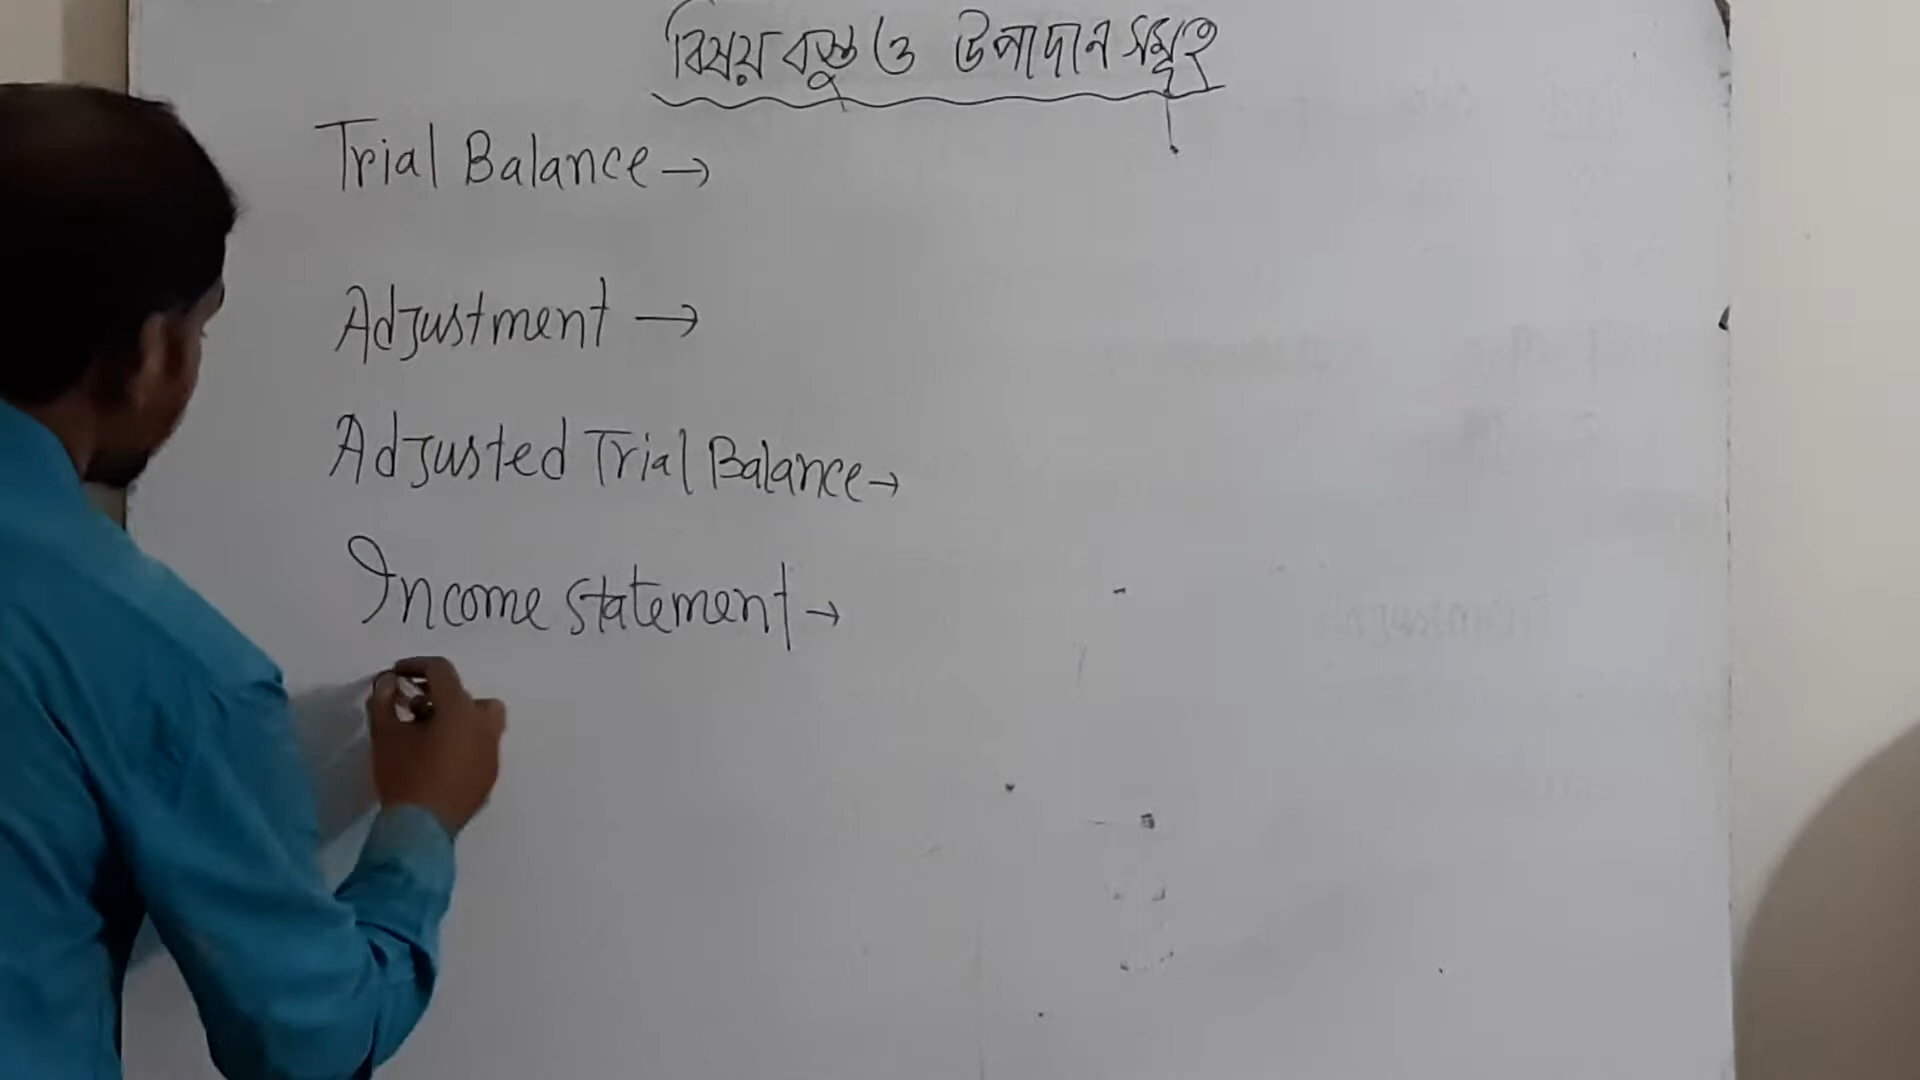 বিষয় বস্তু ও উপাদান সমূহ
Trial Balance →
Adjustment →
Adjusted Trial Balance →
Income statement →